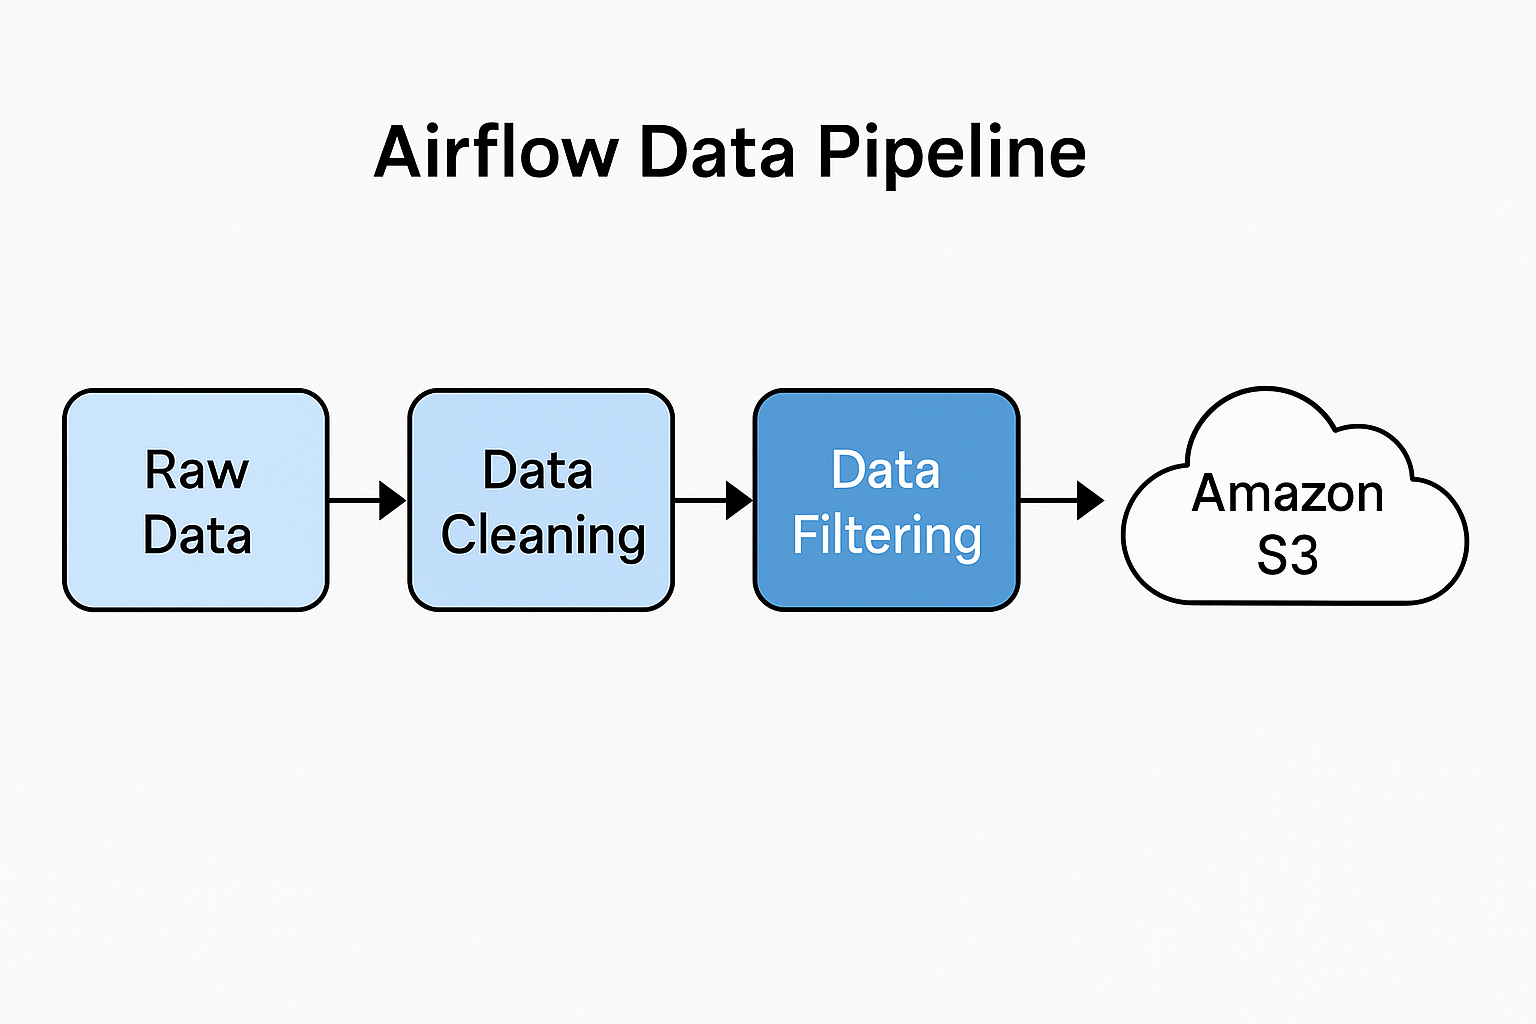 Airflow Data Pipeline
Raw
Data
Data
Cleaning
Data
Filtering
Amazon
S3